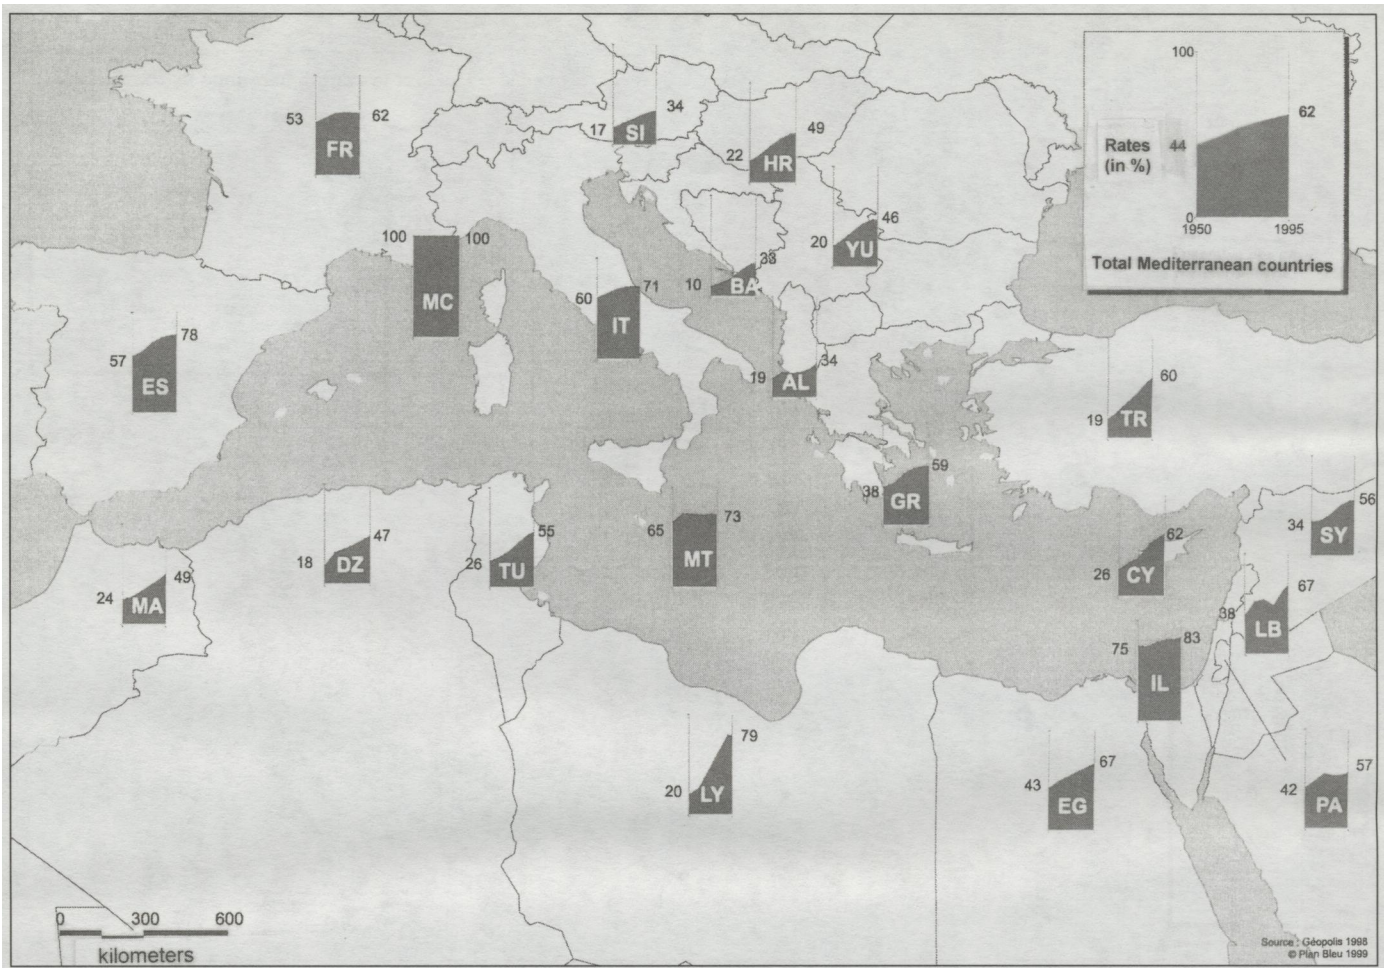 100
62
Rates
(in %)
44
0
1950 1995
Total Mediterranean countries
53 62
FR
17 34
SI
22 49
HR
20 46
YU
100 100
MC
10 33
BA
60 71
IT
57 78
ES
19 34
AL
19 60
TR
38 59
GR
18 47
DZ
26 55
TU
65 73
MT
26 62
CY
34 56
SY
24 49
MA
38 67
LB
75 83
IL
20 79
LY
43 67
EG
42 57
PA
0 300 600
kilometers
Source : Géopolis 1998
© Plan Bleu 1999